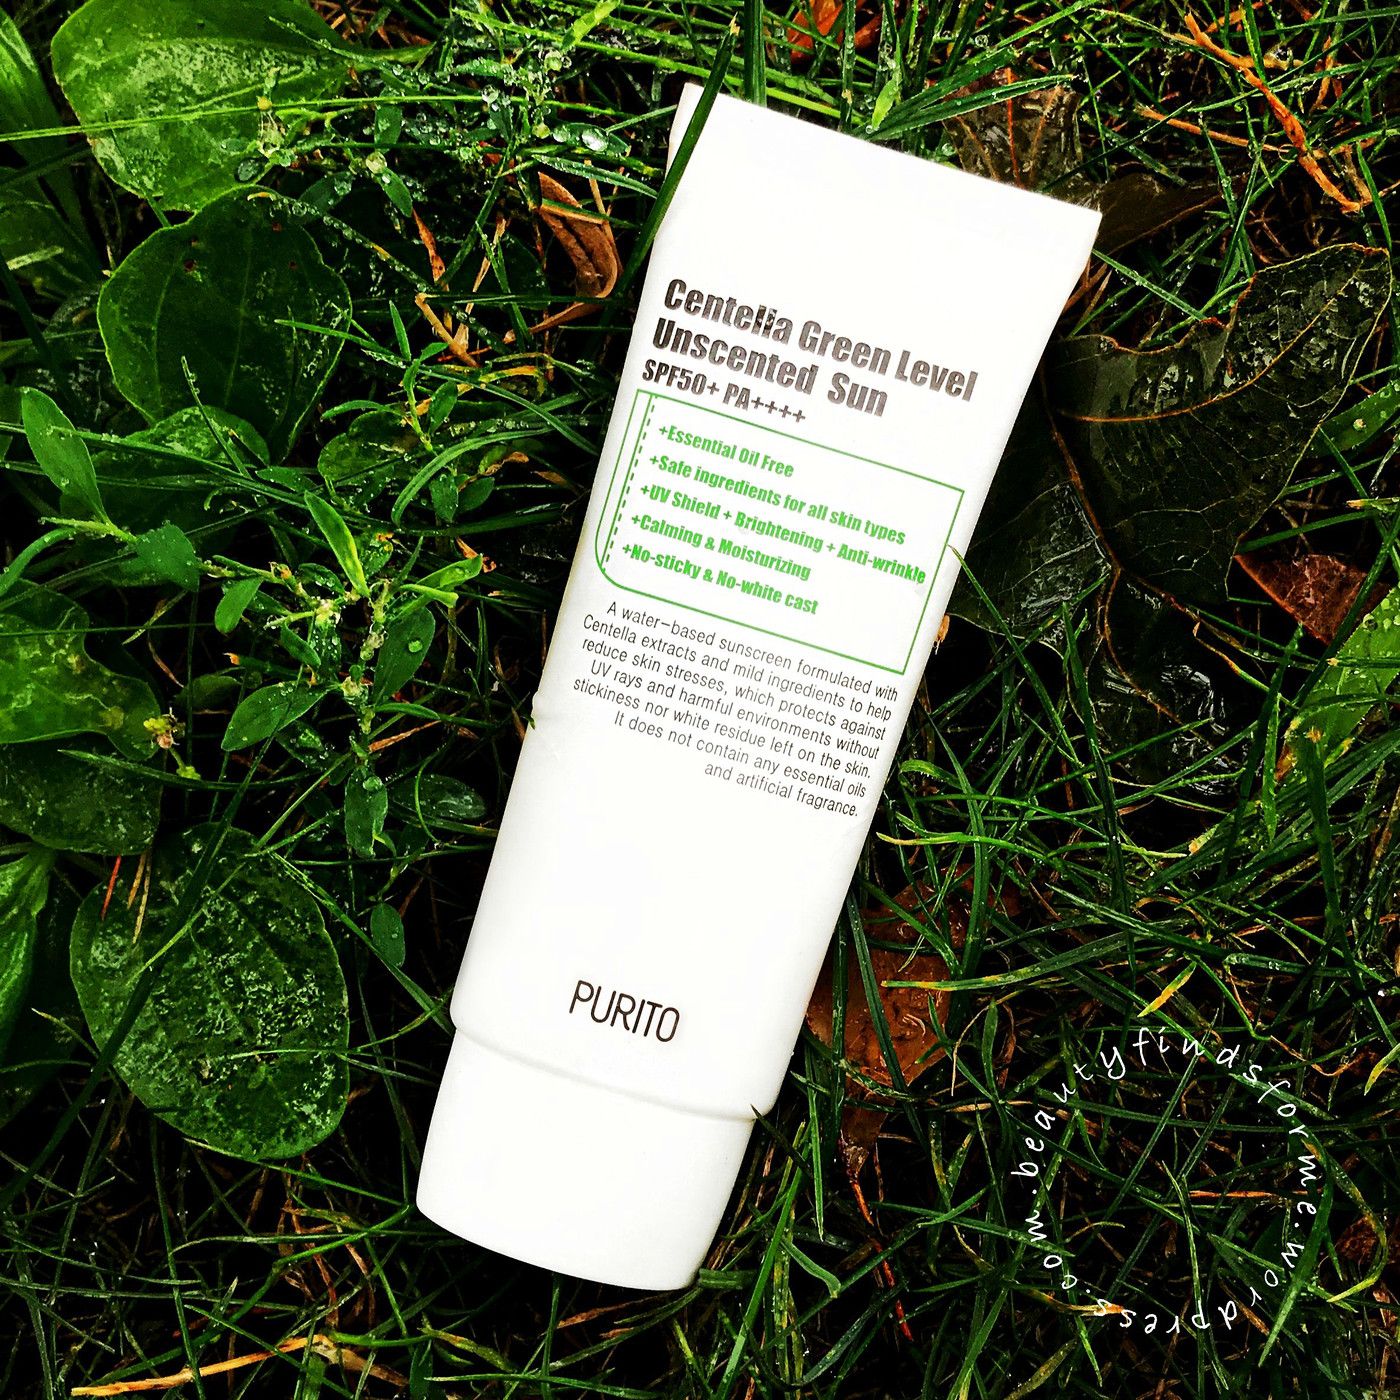 Centella Green Level
Unscented Sun
SPF50+ PA++++
+Essential Oil Free
+Safe ingredients for all skin types
+UV Shield + Brightening + Anti-wrinkle
+Calming & Moisturizing
+No-sticky & No-white cast
A water-based sunscreen formulated with
Centella extracts and mild ingredients to help
reduce skin stresses, which protects against
UV rays and harmful environments without
stickiness nor white residue left on the skin.
It does not contain any essential oils
and artificial fragrance.
PURITO
beautyfindsforme.wordpress.com.